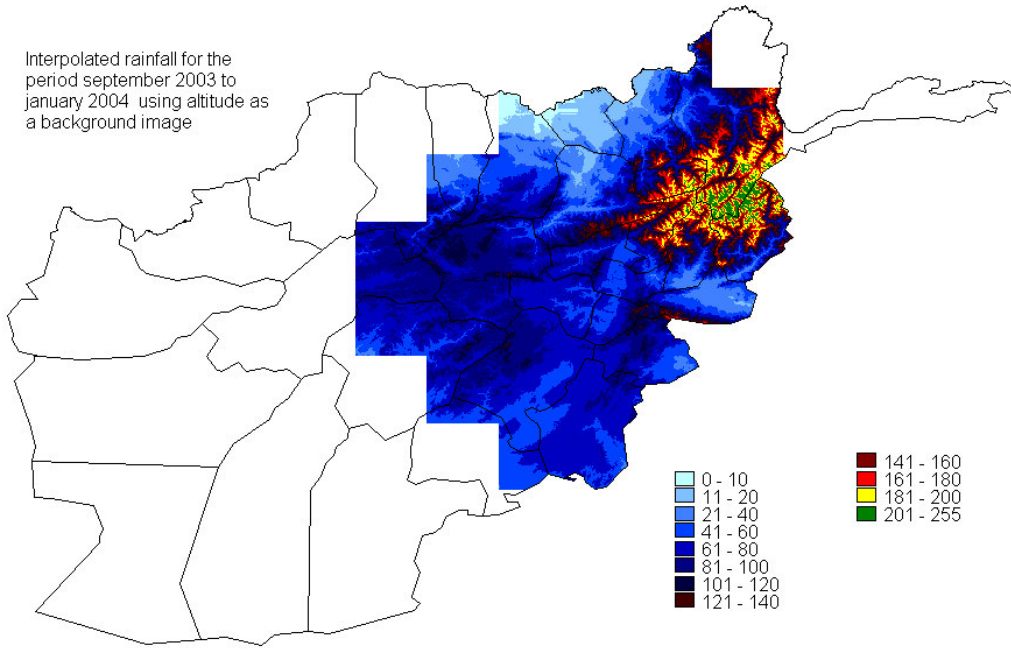 Interpolated rainfall for the
period september 2003 to
january 2004 using altitude as
a background image
0 - 10
11 - 20
21 - 40
41 - 60
61 - 80
81 - 100
101 - 120
121 - 140
141 - 160
161 - 180
181 - 200
201 - 255